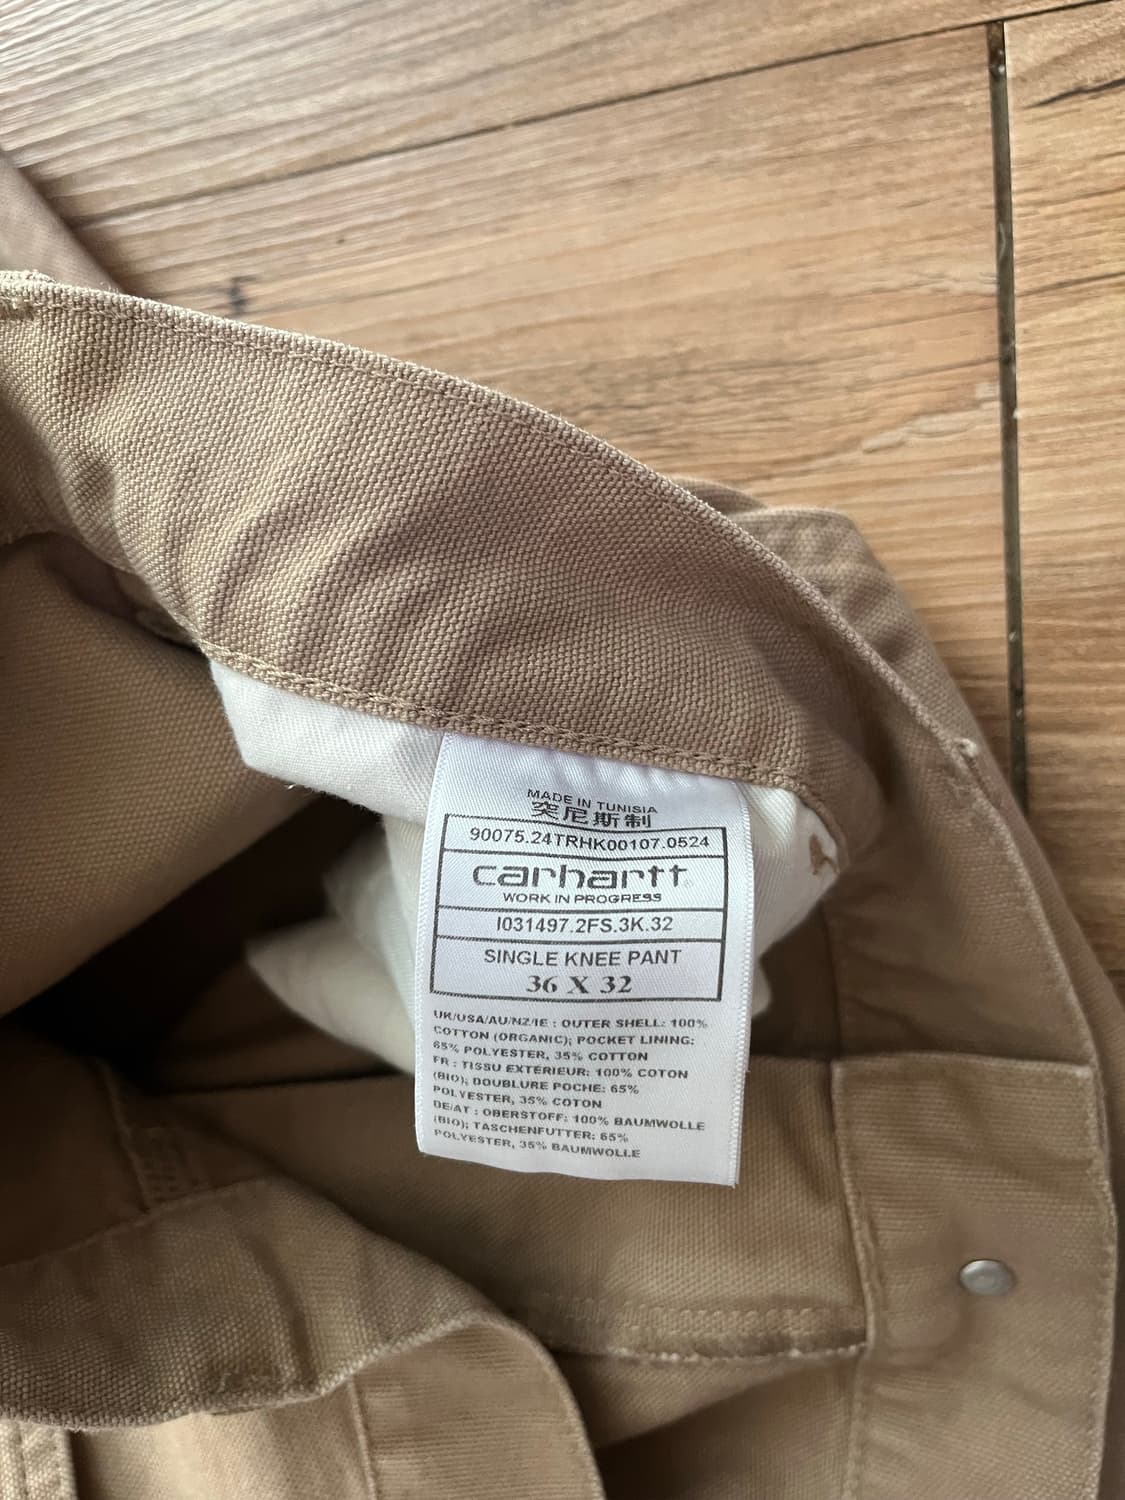 MADE IN TUNISIA
突尼斯制
90075.24TRHK00107.0524
carhartt
WORK IN PROGRESS
I031497.2FS.3K.32
SINGLE KNEE PANT
36 X 32
UK/USA/AU/NZ/IE : OUTER SHELL: 100%
COTTON (ORGANIC); POCKET LINING:
65% POLYESTER, 35% COTTON
FR : TISSU EXTÉRIEUR: 100% COTON
(BIO); DOUBLURE POCHE: 65%
POLYESTER, 35% COTON
DE/AT : OBERSTOFF: 100% BAUMWOLLE
(BIO); TASCHENFUTTER: 65%
POLYESTER, 35% BAUMWOLLE